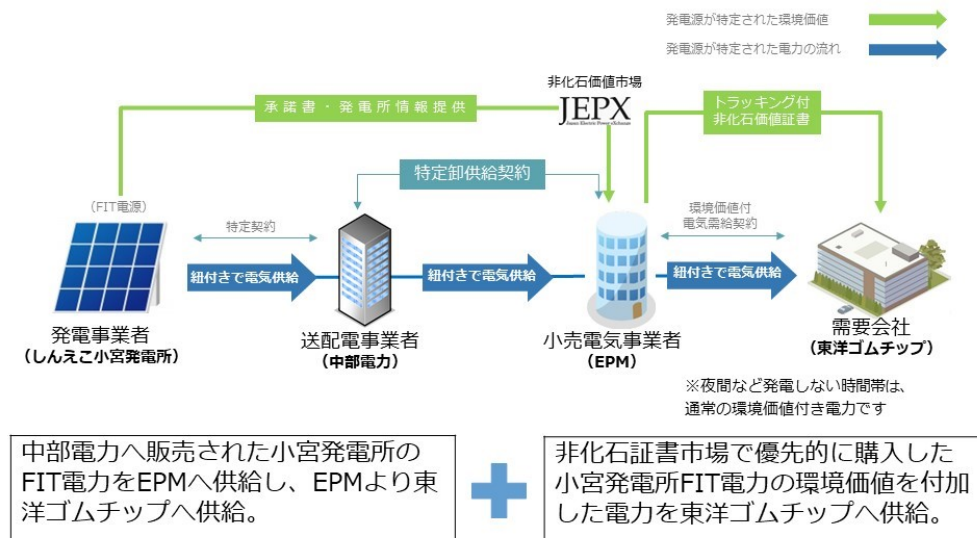 発電源が特定された環境価値
発電源が特定された電力の流れ
非化石価値市場
JEPX
Japan Electric Power eXchange
承諾書・発電所情報提供
トラッキング付
非化石価値証書
特定卸供給契約
(FIT電源)
特定契約
環境価値付
電気需給契約
紐付きで電気供給
紐付きで電気供給
紐付きで電気供給
発電事業者
(しんえこ小宮発電所)
送配電事業者
(中部電力)
小売電気事業者
(EPM)
需要会社
(東洋ゴムチップ)
※夜間など発電しない時間帯は、
通常の環境価値付き電力です
中部電力へ販売された小宮発電所の
FIT電力をEPMへ供給し、EPMより東
洋ゴムチップへ供給。
非化石証書市場で優先的に購入した
小宮発電所FIT電力の環境価値を付加
した電力を東洋ゴムチップへ供給。